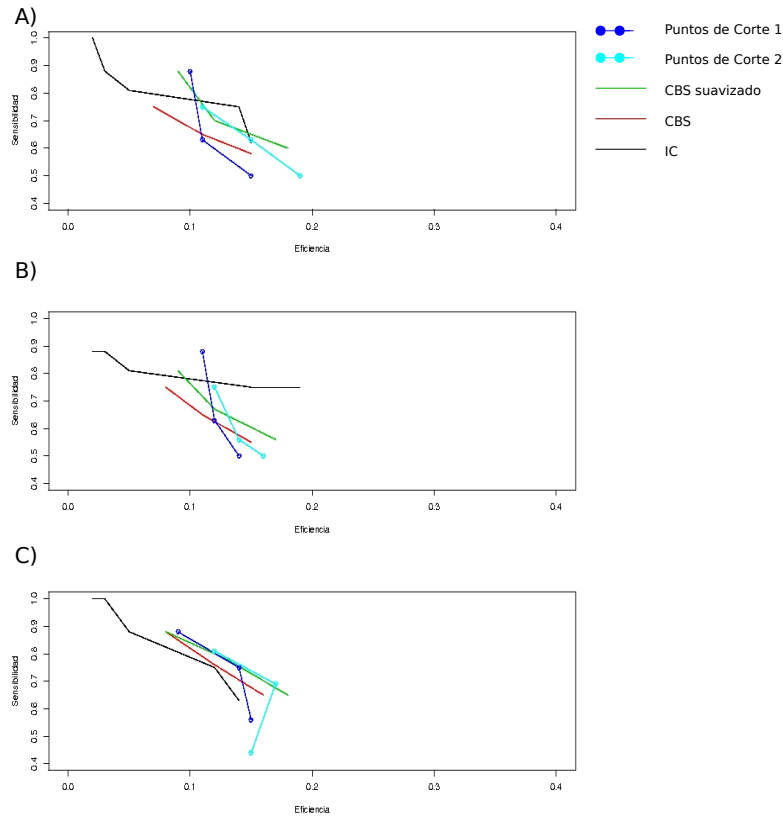 A)
Puntos de Corte 1
Puntos de Corte 2
CBS suavizado
CBS
IC
Sensibilidad
1.0
0.9
0.8
0.7
0.6
0.5
0.4
0.0 0.1 0.2 0.3 0.4
Eficiencia
B)
Sensibilidad
1.0
0.9
0.8
0.7
0.6
0.5
0.4
0.0 0.1 0.2 0.3 0.4
Eficiencia
C)
Sensibilidad
1.0
0.9
0.8
0.7
0.6
0.5
0.4
0.0 0.1 0.2 0.3 0.4
Eficiencia